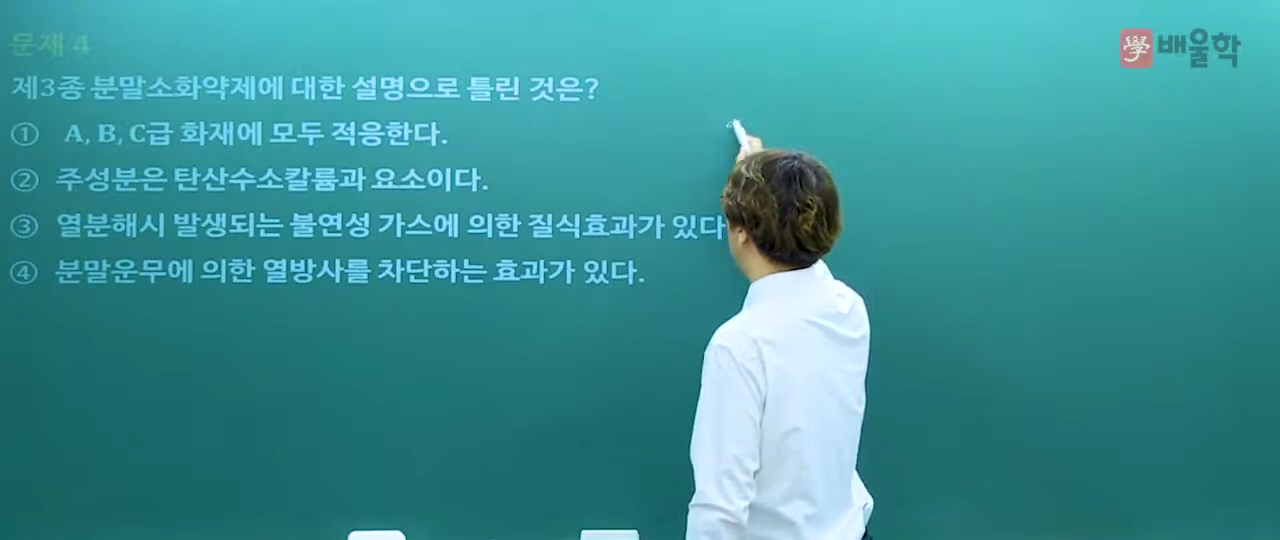 문제 4
學 배울학
제3종 분말소화약제에 대한 설명으로 틀린 것은?
① A, B, C급 화재에 모두 적응한다.
② 주성분은 탄산수소칼륨과 요소이다.
③ 열분해시 발생되는 불연성 가스에 의한 질식효과가 있다
④ 분말운무에 의한 열방사를 차단하는 효과가 있다.